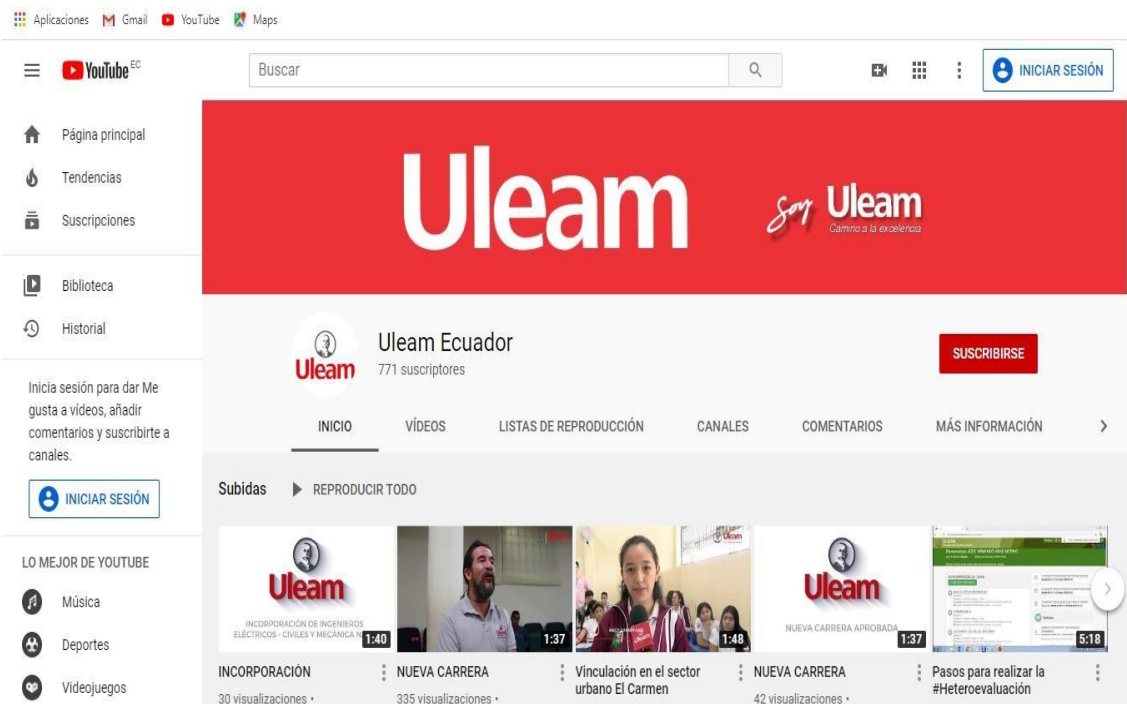 Aplicaciones Gmail YouTube Maps
YouTube EC
Buscar
INICIAR SESIÓN
Página principal
Tendencias
Suscripciones
Biblioteca
Historial
Inicia sesión para dar Me
gusta a vídeos, añadir
comentarios y suscribirte a
canales.
INICIAR SESIÓN
LO MEJOR DE YOUTUBE
Música
Deportes
Videojuegos
Uleam
Soy Uleam
Camino a la excelencia
Uleam
Uleam Ecuador
771 suscriptores
SUSCRIBIRSE
INICIO VÍDEOS LISTAS DE REPRODUCCIÓN CANALES COMENTARIOS MÁS INFORMACIÓN
Subidas REPRODUCIR TODO
Uleam
INCORPORACIÓN DE INGENIEROS
ELÉCTRICOS - CIVILES Y MECÁNICA
1:40
INCORPORACIÓN
30 visualizaciones •
1:37
NUEVA CARRERA
335 visualizaciones •
1:48
Vinculación en el sector
urbano El Carmen
Uleam
NUEVA CARRERA APROBADA
1:37
NUEVA CARRERA
42 visualizaciones •
5:18
Pasos para realizar la
#Heteroevaluación